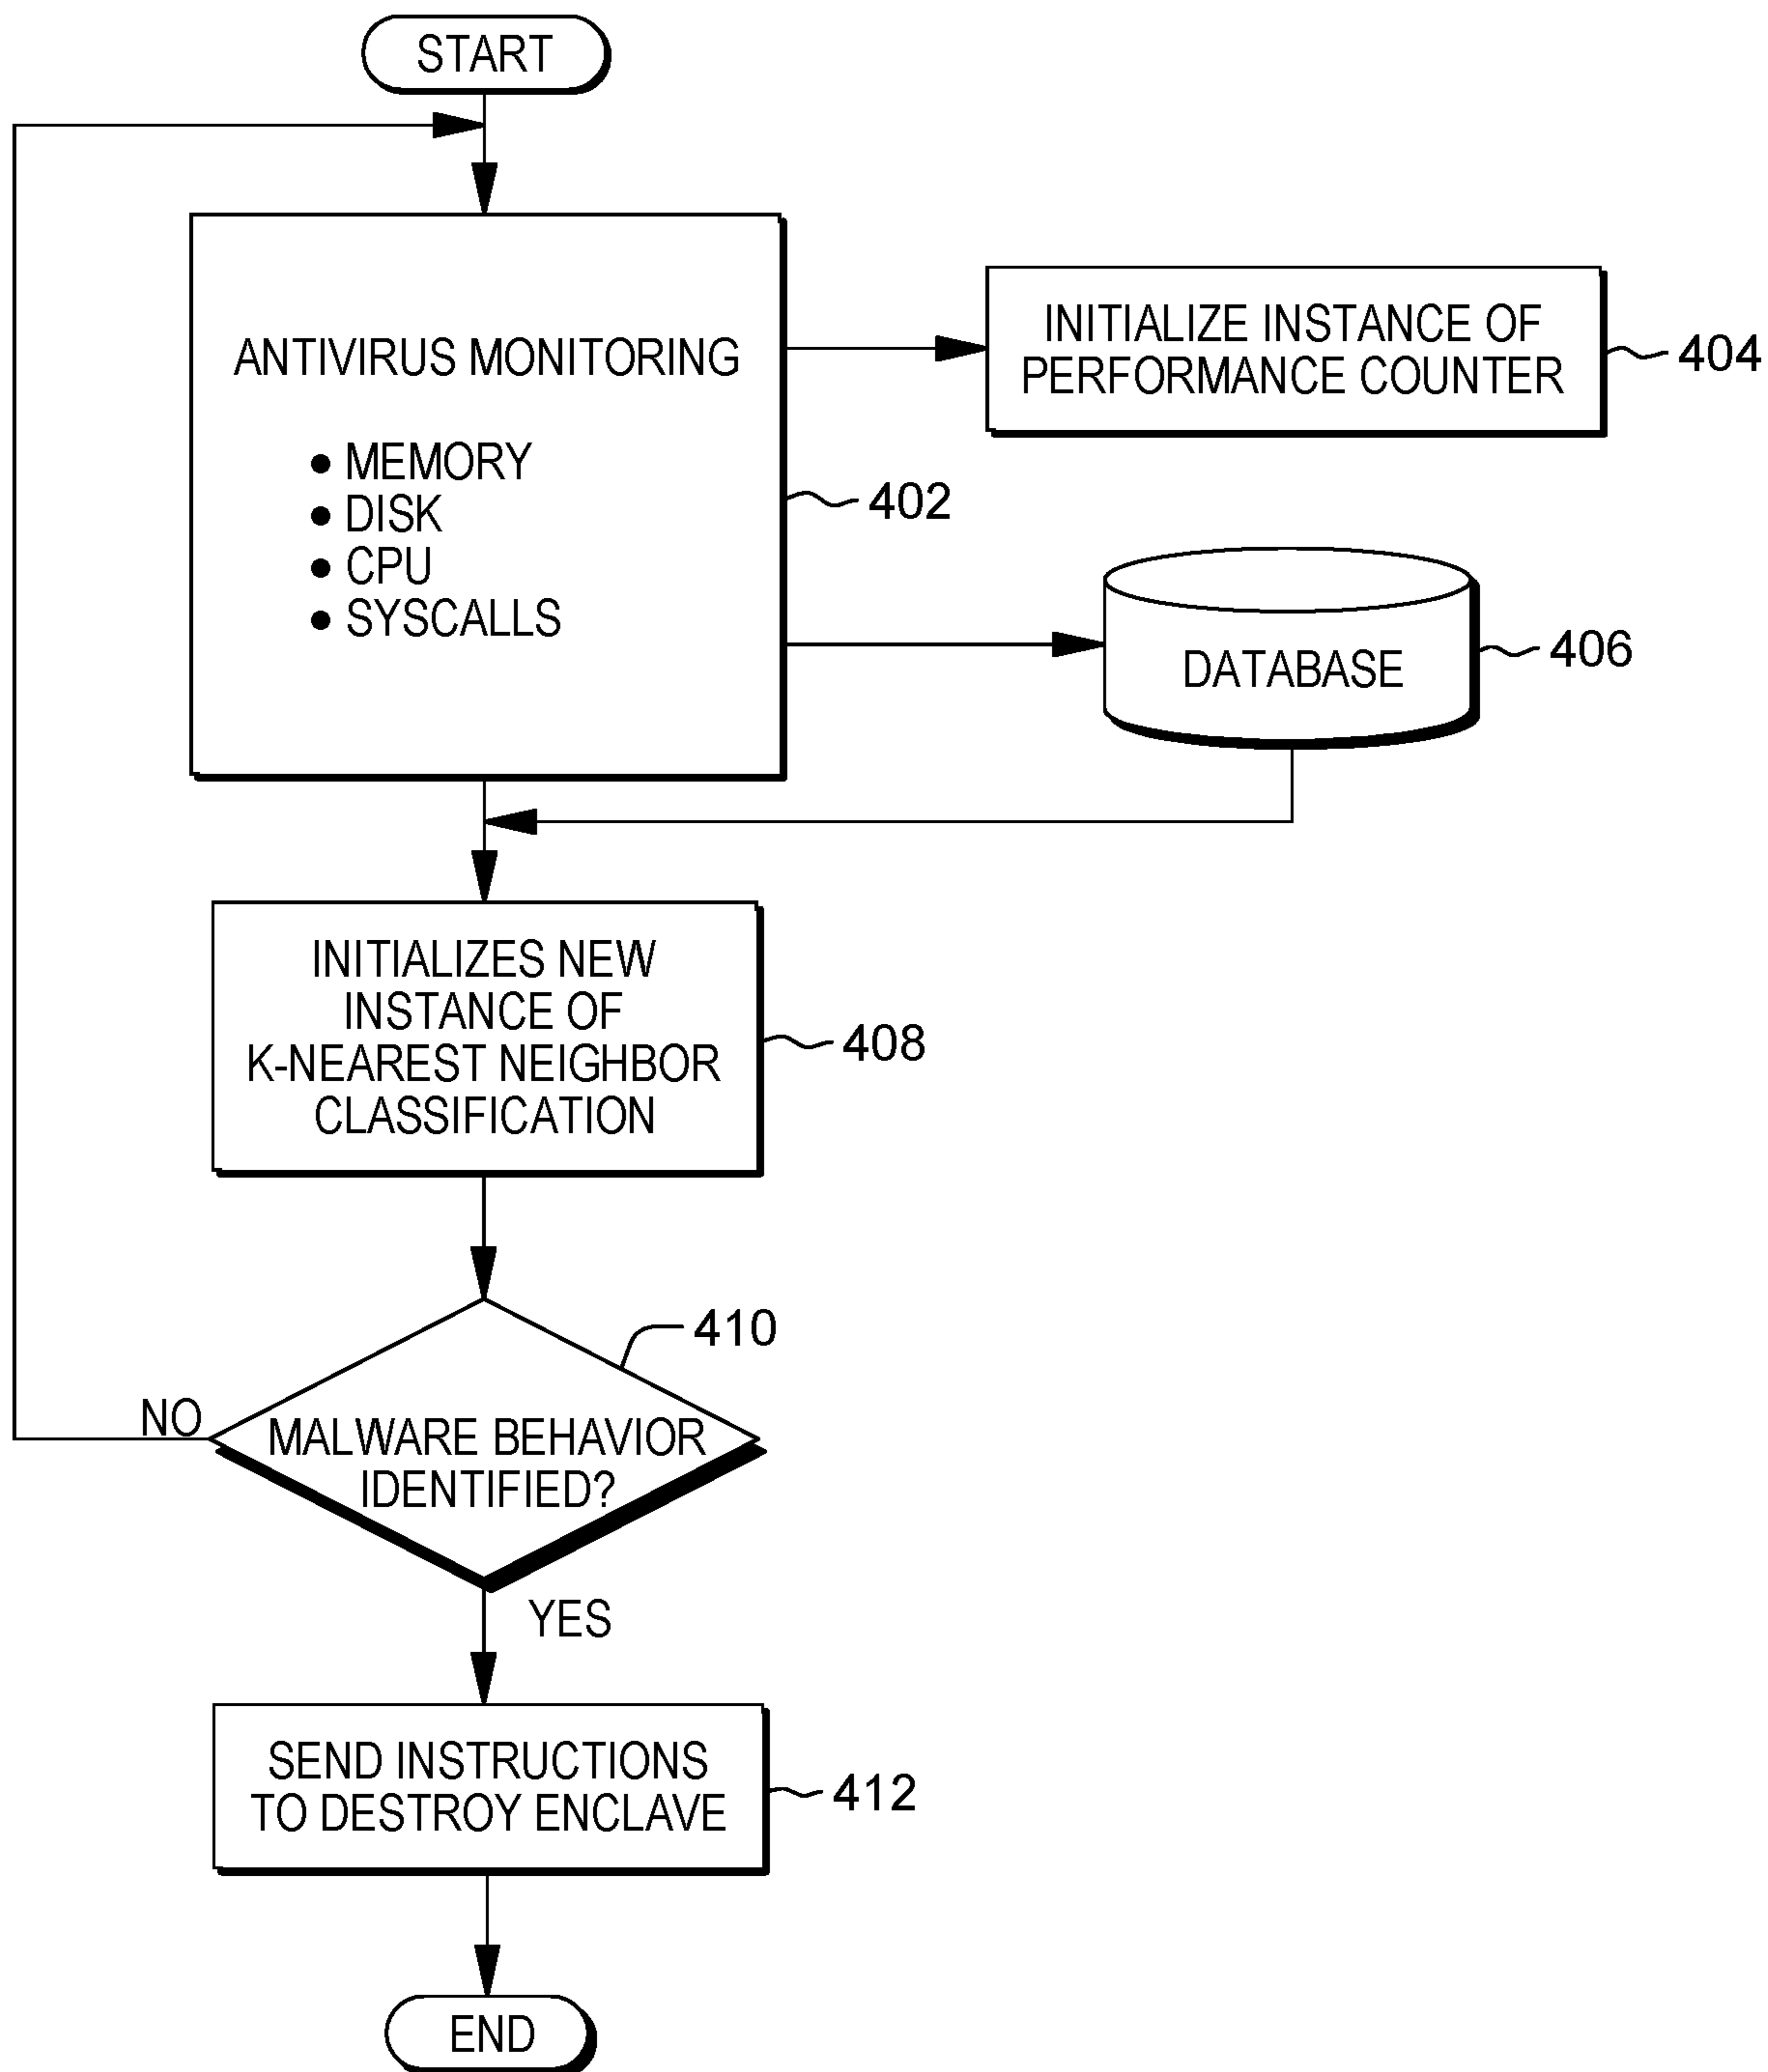 START
ANTIVIRUS MONITORING
• MEMORY
• DISK
• CPU
• SYSCALLS
402
INITIALIZE INSTANCE OF
PERFORMANCE COUNTER
404
DATABASE
406
INITIALIZES NEW
INSTANCE OF
K-NEAREST NEIGHBOR
CLASSIFICATION
408
410
MALWARE BEHAVIOR
IDENTIFIED?
NO
YES
SEND INSTRUCTIONS
TO DESTROY ENCLAVE
412
END